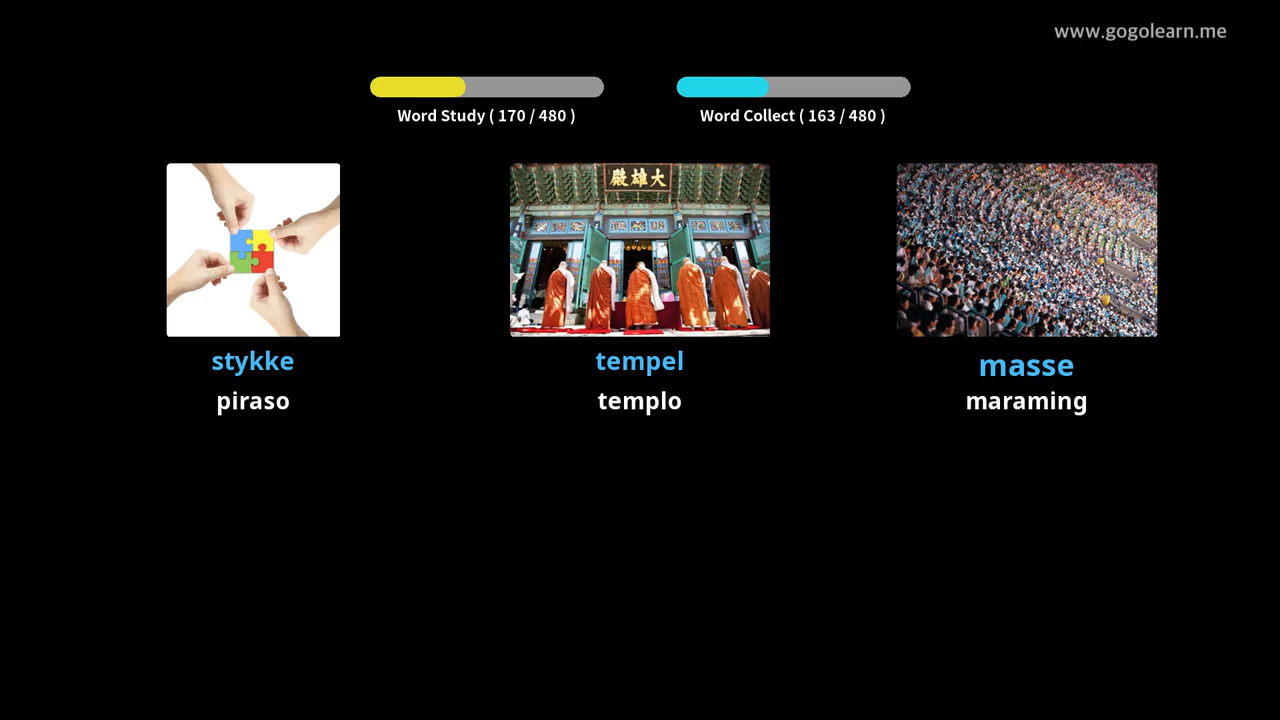 www.gogolearn.me
Word Study ( 170 / 480 )
Word Collect ( 163 / 480 )
殿雄大
stykke
tempel
masse
piraso
templo
maraming